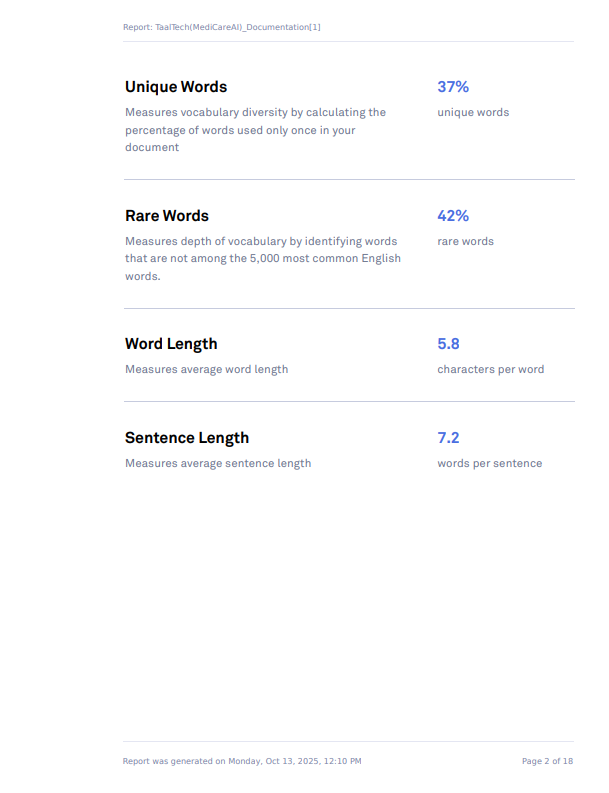 Report: TaalTech(MediCareAI)_Documentation[1]
Unique Words
37%
Measures vocabulary diversity by calculating the
unique words
percentage of words used only once in your
document
Rare Words
42%
Measures depth of vocabulary by identifying words
rare words
that are not among the 5,000 most common English
words.
Word Length
5.8
Measures average word length
characters per word
Sentence Length
7.2
Measures average sentence length
words per sentence
Report was generated on Monday, Oct 13, 2025, 12:10 PM
Page 2 of 18